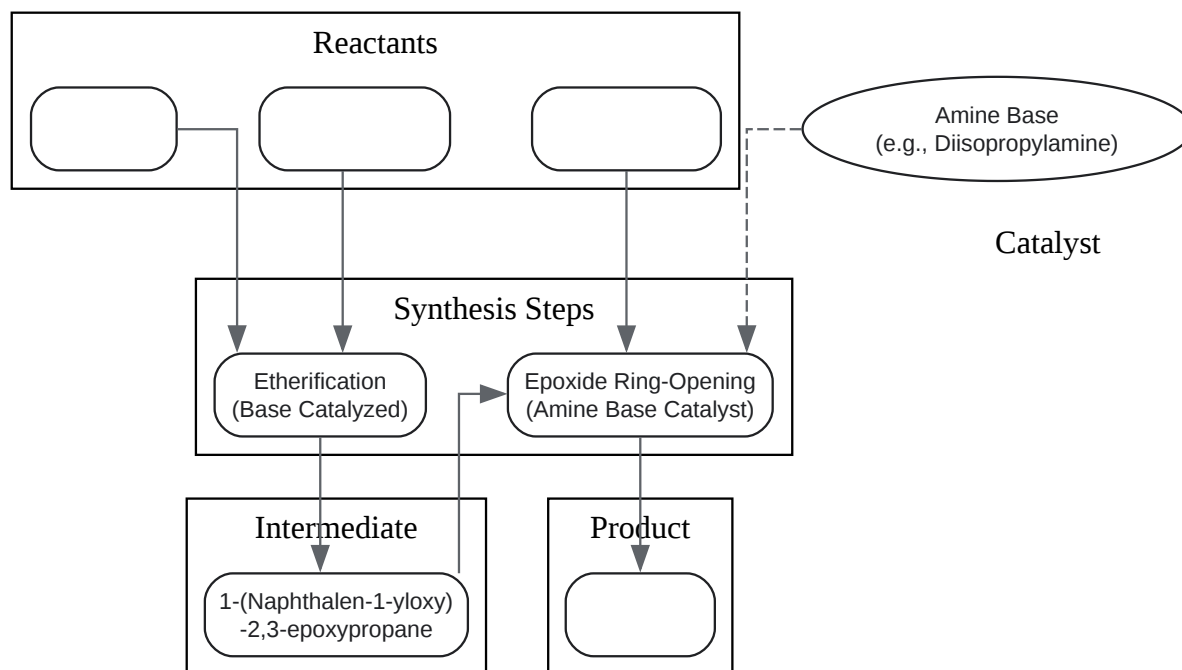 Reactants
Amine Base
(e.g., Diisopropylamine)
Catalyst
Synthesis Steps
Etherification
(Base Catalyzed)
Epoxide Ring-Opening
(Amine Base Catalyst)
Intermediate
Product
1-(Naphthalen-1-yloxy)
-2,3-epoxypropane